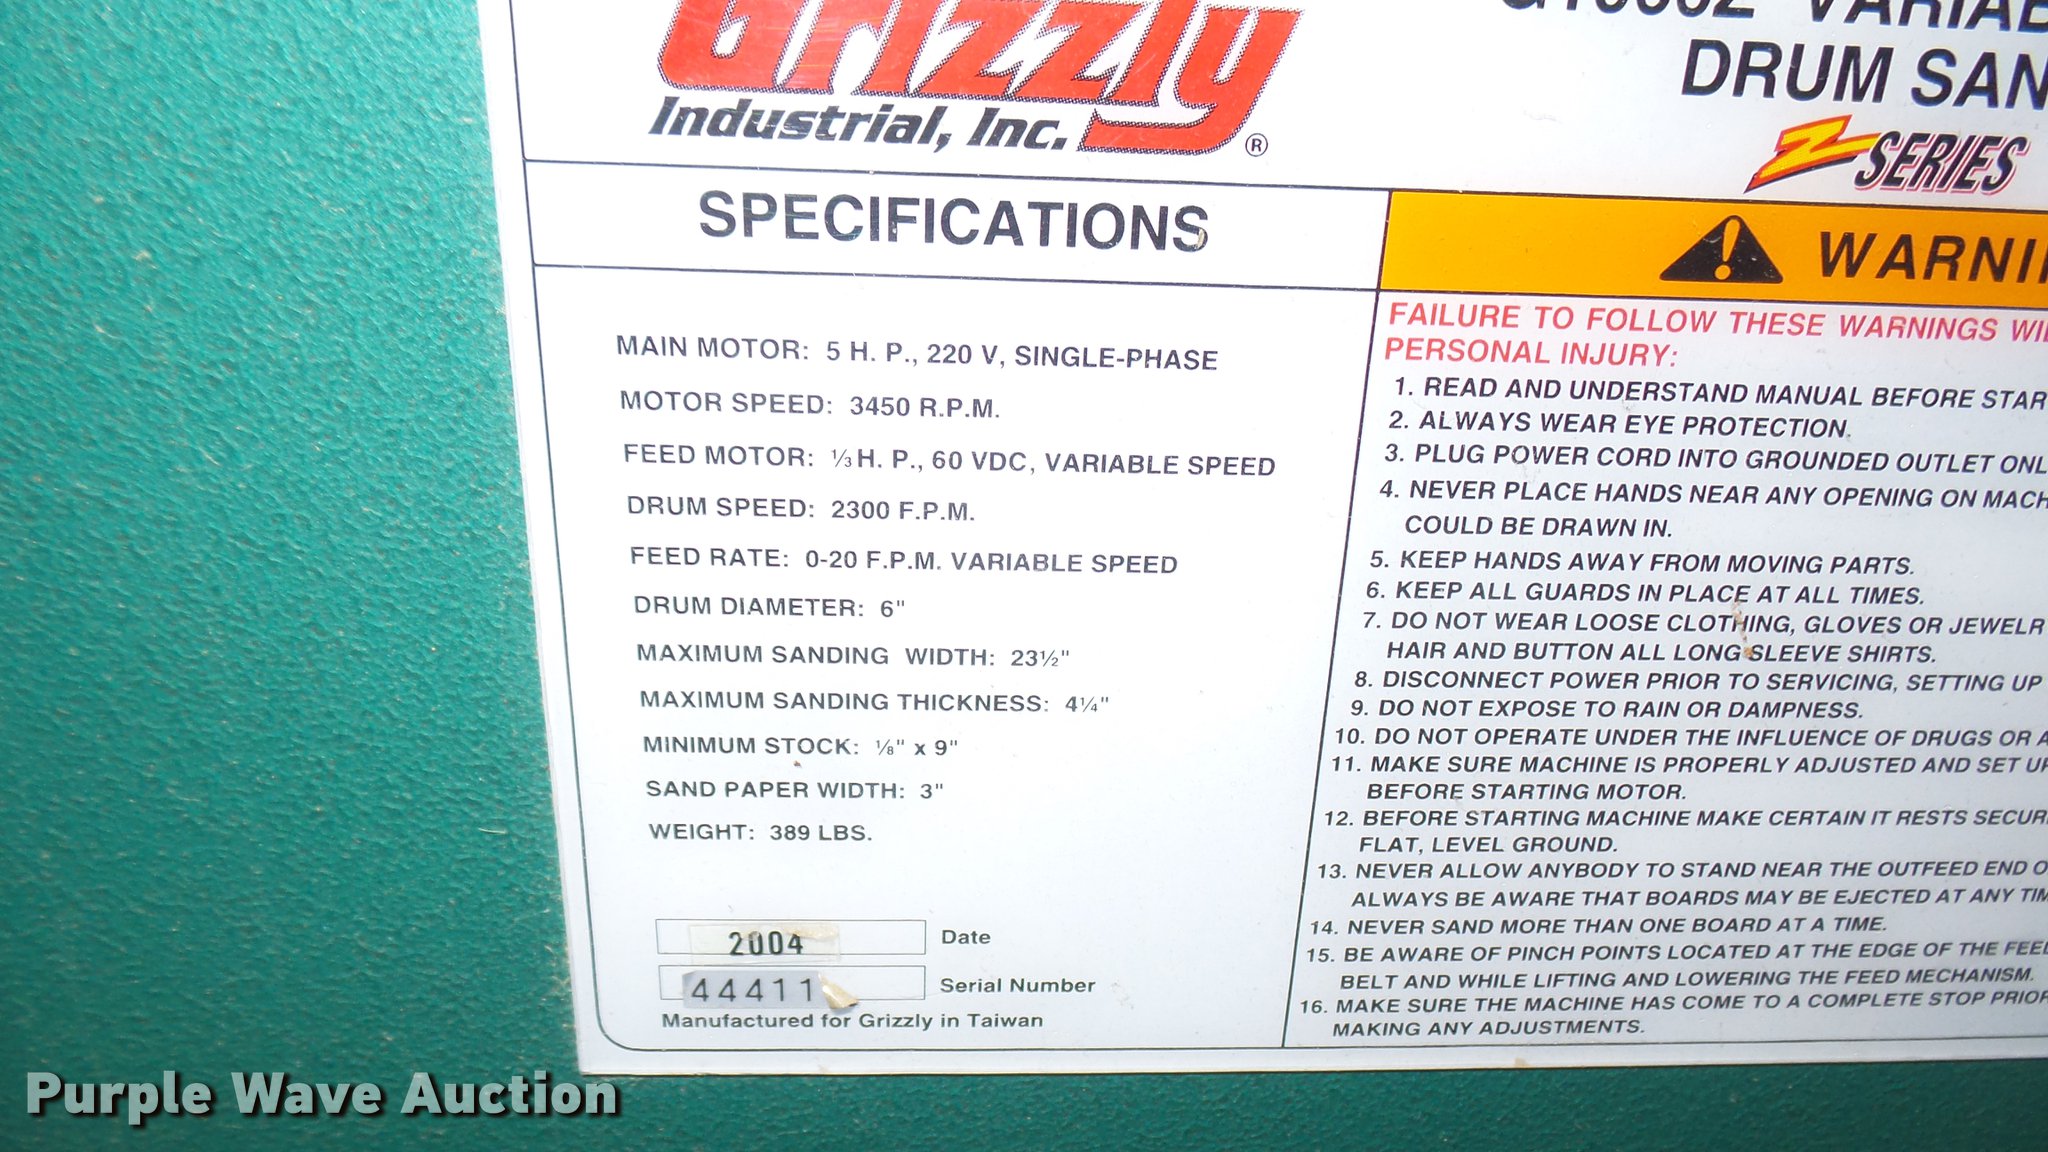 Grizzly
Industrial, Inc. ®
DRUM SAN
Z SERIES
SPECIFICATIONS
MAIN MOTOR: 5 H. P., 220 V, SINGLE-PHASE
MOTOR SPEED: 3450 R.P.M.
FEED MOTOR: ⅓ H. P., 60 VDC, VARIABLE SPEED
DRUM SPEED: 2300 F.P.M.
FEED RATE: 0-20 F.P.M. VARIABLE SPEED
DRUM DIAMETER: 6"
MAXIMUM SANDING WIDTH: 23½"
MAXIMUM SANDING THICKNESS: 4¼"
MINIMUM STOCK: ⅛" x 9"
SAND PAPER WIDTH: 3"
WEIGHT: 389 LBS.
2004 Date
44411 Serial Number
Manufactured for Grizzly in Taiwan
WARNI
FAILURE TO FOLLOW THESE WARNINGS WI
PERSONAL INJURY:
1. READ AND UNDERSTAND MANUAL BEFORE STAR
2. ALWAYS WEAR EYE PROTECTION.
3. PLUG POWER CORD INTO GROUNDED OUTLET ONL
4. NEVER PLACE HANDS NEAR ANY OPENING ON MACH
COULD BE DRAWN IN.
5. KEEP HANDS AWAY FROM MOVING PARTS.
6. KEEP ALL GUARDS IN PLACE AT ALL TIMES.
7. DO NOT WEAR LOOSE CLOTHING, GLOVES OR JEWELR
HAIR AND BUTTON ALL LONG SLEEVE SHIRTS.
8. DISCONNECT POWER PRIOR TO SERVICING, SETTING UP
9. DO NOT EXPOSE TO RAIN OR DAMPNESS.
10. DO NOT OPERATE UNDER THE INFLUENCE OF DRUGS OR A
11. MAKE SURE MACHINE IS PROPERLY ADJUSTED AND SET UP
BEFORE STARTING MOTOR.
12. BEFORE STARTING MACHINE MAKE CERTAIN IT RESTS SECUR
FLAT, LEVEL GROUND.
13. NEVER ALLOW ANYBODY TO STAND NEAR THE OUTFEED END O
ALWAYS BE AWARE THAT BOARDS MAY BE EJECTED AT ANY TIM
14. NEVER SAND MORE THAN ONE BOARD AT A TIME.
15. BE AWARE OF PINCH POINTS LOCATED AT THE EDGE OF THE FEED
BELT AND WHILE LIFTING AND LOWERING THE FEED MECHANISM.
16. MAKE SURE THE MACHINE HAS COME TO A COMPLETE STOP PRIOR
MAKING ANY ADJUSTMENTS.
Purple Wave Auction